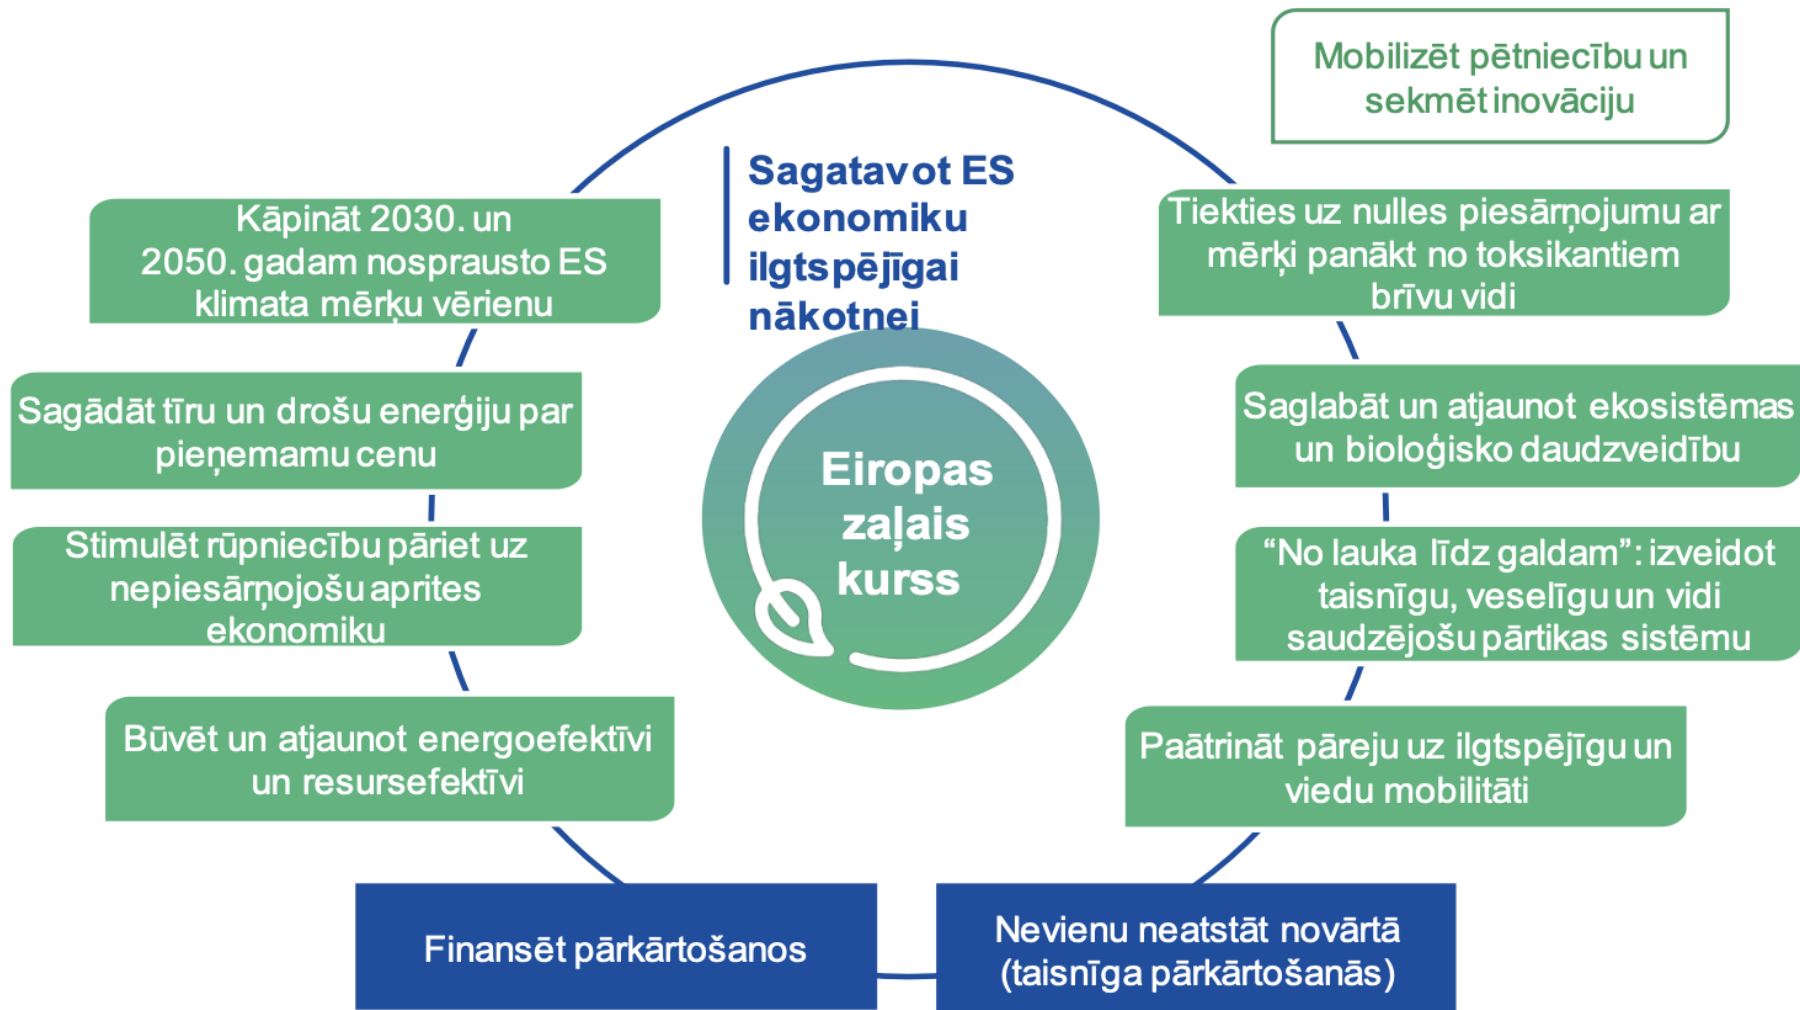 Mobilizēt pētniecību un
sekmēt inovāciju
Sagatavot ES
ekonomiku
ilgtspējīgai
nākotnei
Kāpināt 2030. un
2050. gadam nosprausto ES
klimata mērķu vērienu
Tiekties uz nulles piesārņojumu ar
mērķi panākt no toksikantiem
brīvu vidi
Sagādāt tīru un drošu enerģiju par
pieņemamu cenu
Saglabāt un atjaunot ekosistēmas
un bioloģisko daudzveidību
Eiropas
zaļais
kurss
Stimulēt rūpniecību pāriet uz
nepiesārņojošu aprites
ekonomiku
“No lauka līdz galdam”: izveidot
taisnīgu, veselīgu un vidi
saudzējošu pārtikas sistēmu
Būvēt un atjaunot energoefektīvi
un resursefektīvi
Paātrināt pāreju uz ilgtspējīgu un
viedu mobilitāti
Finansēt pārkārtošanos
Nevienu neatstāt novārtā
(taisnīga pārkārtošanās)